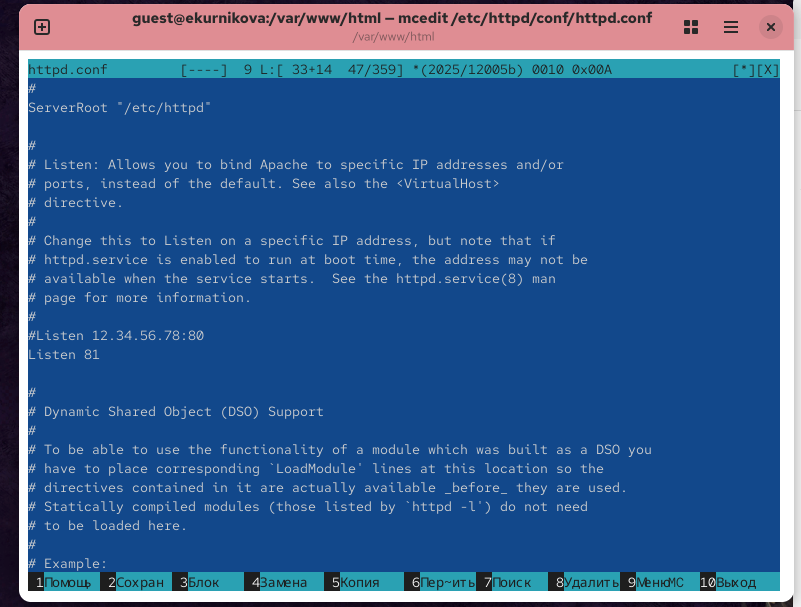 guest@ekurnikova:/var/www/html — mcedit /etc/httpd/conf/httpd.conf
/var/www/html
httpd.conf         [----]  9 L:[ 33+14  47/359] *(2025/12005b) 0010 0x00A               [*][X]
#
ServerRoot "/etc/httpd"
#
# Listen: Allows you to bind Apache to specific IP addresses and/or
# ports, instead of the default. See also the <VirtualHost>
# directive.
#
# Change this to Listen on a specific IP address, but note that if
# httpd.service is enabled to run at boot time, the address may not be
# available when the service starts.  See the httpd.service(8) man
# page for more information.
#
#Listen 12.34.56.78:80
Listen 81
#
# Dynamic Shared Object (DSO) Support
#
# To be able to use the functionality of a module which was built as a DSO you
# have to place corresponding `LoadModule' lines at this location so the
# directives contained in it are actually available _before_ they are used.
# Statically compiled modules (those listed by `httpd -l') do not need
# to be loaded here.
#
# Example:
1Помощь 2Сохран 3Блок 4Замена 5Копия 6Пер~ить 7Поиск 8Удалить 9МенюMC 10Выход